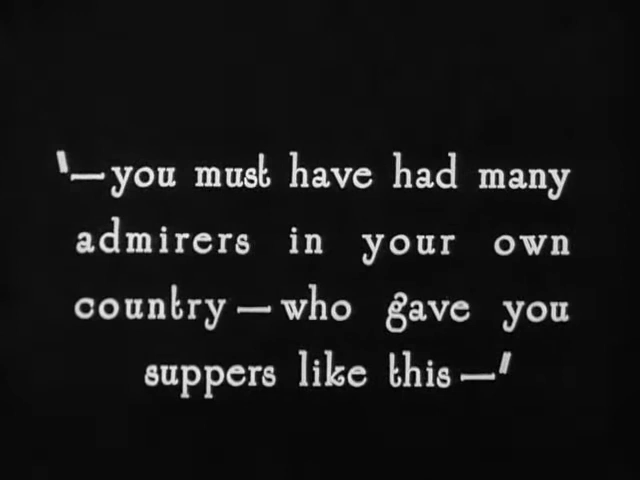 '—you must have had many
admirers in your own
country—who gave you
suppers like this—'